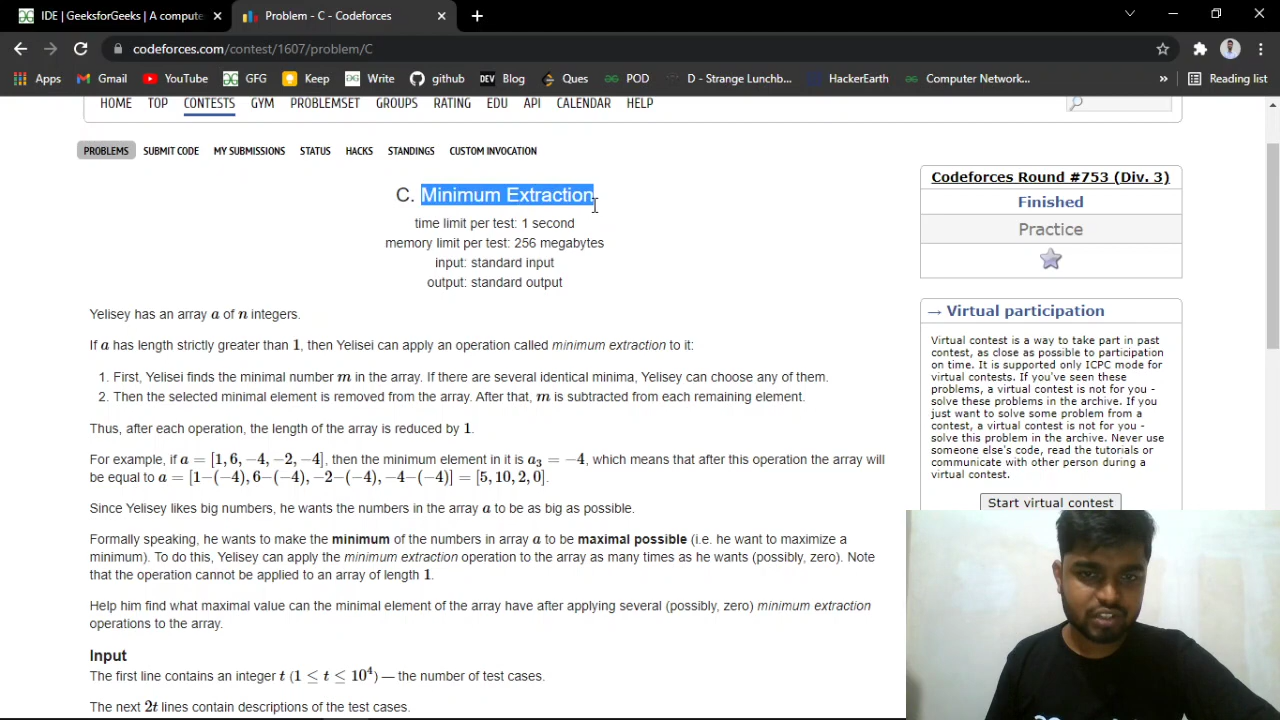 IDE | GeeksforGeeks | A compute
Problem - C - Codeforces
codeforces.com/contest/1607/problem/C
Apps
Gmail
YouTube
GFG
Keep
Write
github
DEV Blog
Ques
POD
D - Strange Lunchb...
HackerEarth
Computer Network...
»
Reading list
HOME TOP CONTESTS GYM PROBLEMSET GROUPS RATING EDU API CALENDAR HELP
PROBLEMS SUBMIT CODE MY SUBMISSIONS STATUS HACKS STANDINGS CUSTOM INVOCATION
C. Minimum Extraction
time limit per test: 1 second
memory limit per test: 256 megabytes
input: standard input
output: standard output
Yelisey has an array a of n integers.
If a has length strictly greater than 1, then Yelisei can apply an operation called minimum extraction to it:
1. First, Yelisei finds the minimal number m in the array. If there are several identical minima, Yelisey can choose any of them.
2. Then the selected minimal element is removed from the array. After that, m is subtracted from each remaining element.
Thus, after each operation, the length of the array is reduced by 1.
For example, if a = [1, 6, −4, −2, −4], then the minimum element in it is a₃ = −4, which means that after this operation the array will
be equal to a = [1−(−4), 6−(−4), −2−(−4), −4−(−4)] = [5, 10, 2, 0].
Since Yelisey likes big numbers, he wants the numbers in the array a to be as big as possible.
Formally speaking, he wants to make the minimum of the numbers in array a to be maximal possible (i.e. he want to maximize a
minimum). To do this, Yelisey can apply the minimum extraction operation to the array as many times as he wants (possibly, zero). Note
that the operation cannot be applied to an array of length 1.
Help him find what maximal value can the minimal element of the array have after applying several (possibly, zero) minimum extraction
operations to the array.
Input
The first line contains an integer t (1 ≤ t ≤ 10⁴) — the number of test cases.
The next 2t lines contain descriptions of the test cases.
Codeforces Round #753 (Div. 3)
Finished
Practice
→ Virtual participation
Virtual contest is a way to take part in past
contest, as close as possible to participation
on time. It is supported only ICPC mode for
virtual contests. If you've seen these
problems, a virtual contest is not for you -
solve these problems in the archive. If you
just want to solve some problem from a
contest, a virtual contest is not for you -
solve this problem in the archive. Never use
someone else's code, read the tutorials or
communicate with other person during a
virtual contest.
Start virtual contest